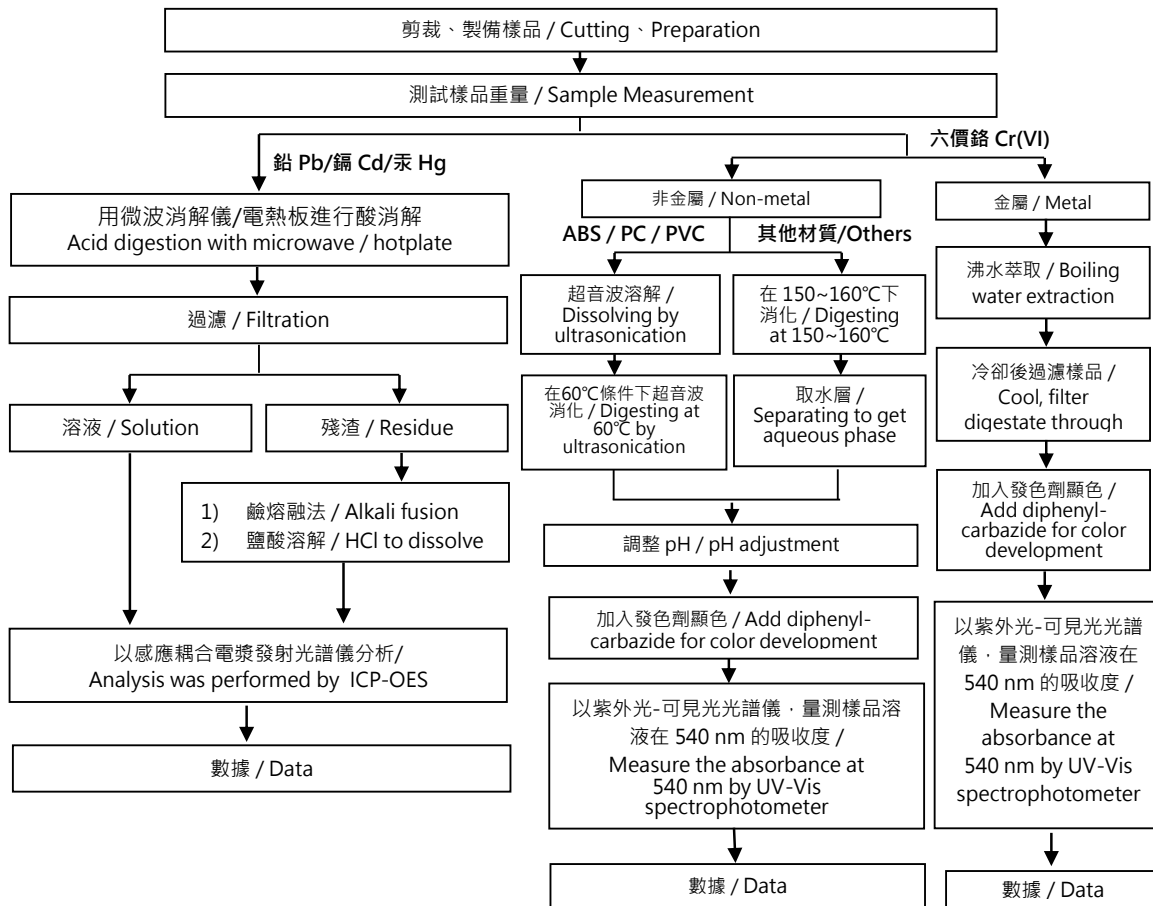 剪裁、製備樣品 / Cutting、Preparation
測試樣品重量 / Sample Measurement
鉛 Pb/鎘 Cd/汞 Hg
用微波消解儀/電熱板進行酸消解
Acid digestion with microwave / hotplate
過濾 / Filtration
溶液 / Solution
殘渣 / Residue
1) 鹼熔融法 / Alkali fusion
2) 鹽酸溶解 / HCl to dissolve
以感應耦合電漿發射光譜儀分析/
Analysis was performed by ICP-OES
數據 / Data
六價鉻 Cr(VI)
非金屬 / Non-metal
ABS / PC / PVC
超音波溶解 /
Dissolving by
ultrasonication
在60℃條件下超音波
消化 / Digesting at
60℃ by
ultrasonication
其他材質/Others
在 150~160℃下
消化 / Digesting
at 150~160℃
取水層 /
Separating to get
aqueous phase
調整 pH / pH adjustment
加入發色劑顯色 / Add diphenyl-
carbazide for color development
以紫外光-可見光光譜儀，量測樣品溶
液在 540 nm 的吸收度 /
Measure the absorbance at
540 nm by UV-Vis
spectrophotometer
數據 / Data
金屬 / Metal
沸水萃取 / Boiling
water extraction
冷卻後過濾樣品 /
Cool, filter
digestate through
加入發色劑顯色 /
Add diphenyl-
carbazide for color
development
以紫外光-可見光光譜
儀，量測樣品溶液在
540 nm 的吸收度 /
Measure the
absorbance at
540 nm by UV-Vis
spectrophotometer
數據 / Data